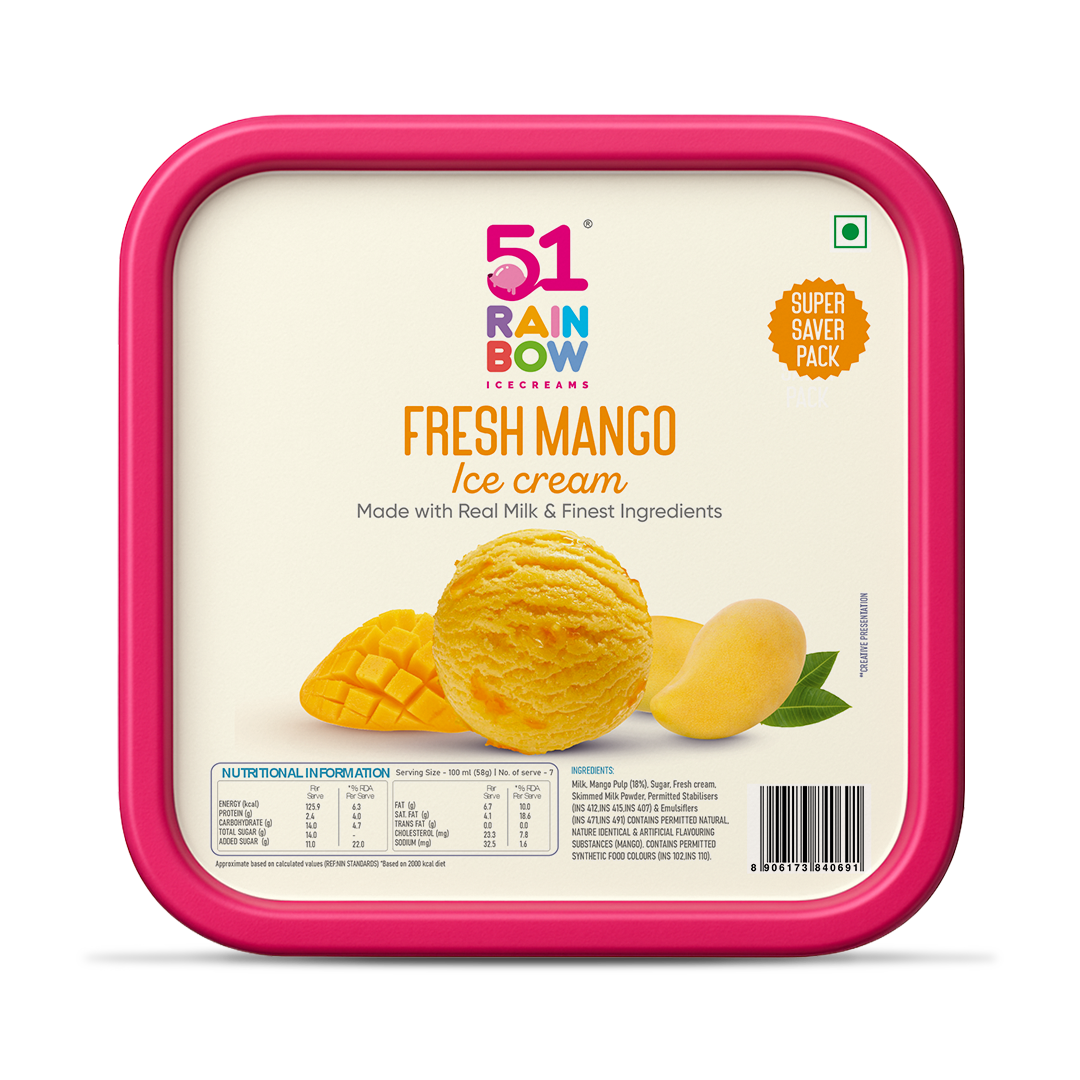 51
®
RAIN
BOW
ICECREAMS
SUPER
SAVER
PACK
FRESH MANGO
Ice cream
Made with Real Milk & Finest Ingredients
**CREATIVE PRESENTATION
NUTRITIONAL INFORMATION Serving Size - 100 ml (58g) | No. of serve - 7
Per Serve *% RDA Per Serve
ENERGY (kcal) 125.9 6.3
PROTEIN (g) 2.4 4.0
CARBOHYDRATE (g) 14.0 4.7
TOTAL SUGAR (g) 14.0 -
ADDED SUGAR (g) 11.0 22.0
Per Serve *% RDA Per Serve
FAT (g) 6.7 10.0
SAT. FAT (g) 4.1 18.6
TRANS FAT (g) 0.0 0.0
CHOLESTEROL (mg) 23.3 7.8
SODIUM (mg) 32.5 1.6
Approximate based on calculated values (REF:NIN STANDARDS) *Based on 2000 kcal diet
INGREDIENTS:
Milk, Mango Pulp (18%), Sugar, Fresh cream,
Skimmed Milk Powder, Permitted Stabilisers
(INS 412,INS 415,INS 407) & Emulsiflers
(INS 471,INS 491) CONTAINS PERMITTED NATURAL,
NATURE IDENTICAL & ARTIFICIAL FLAVOURING
SUBSTANCES (MANGO). CONTAINS PERMITTED
SYNTHETIC FOOD COLOURS (INS 102,INS 110).
8 906173 840691